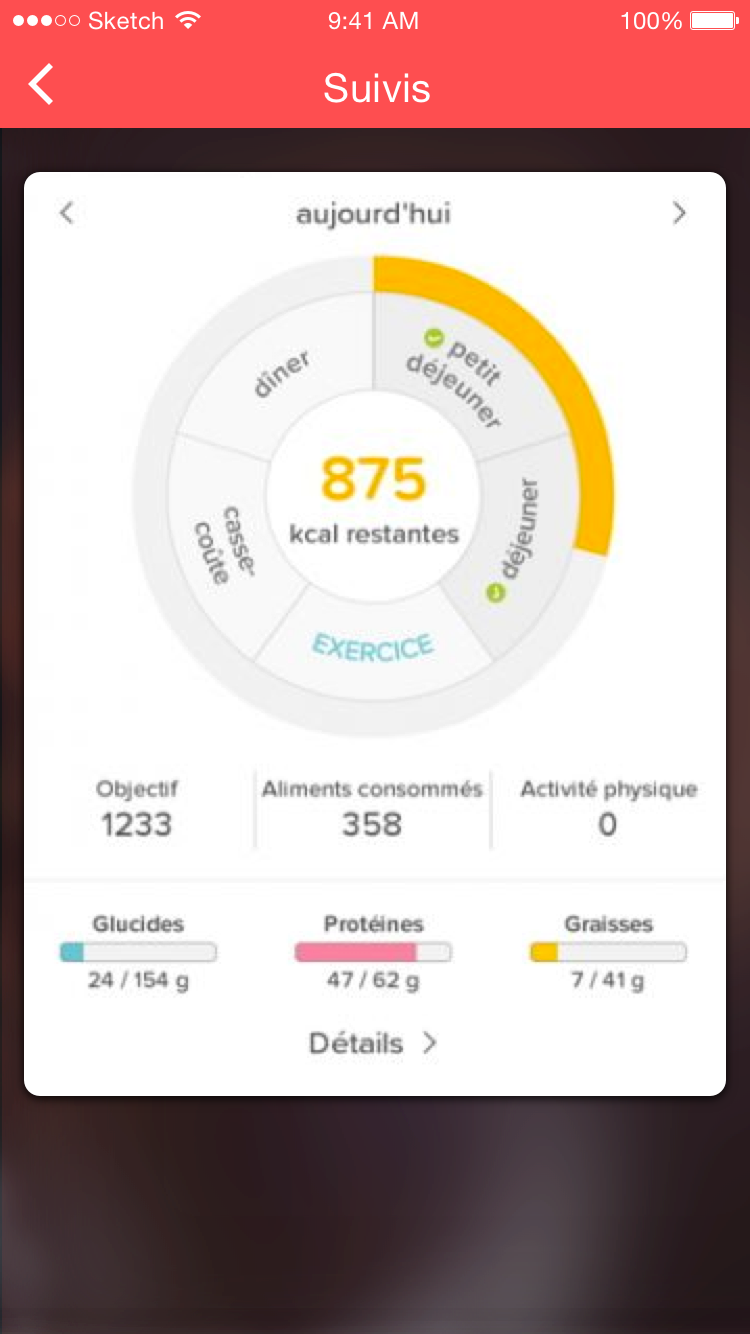 Sketch 9:41 AM 100%
Suivis
aujourd'hui
dîner
petit
déjeuner
casse-
coûte
875
kcal restantes
déjeuner
EXERCICE
Objectif Aliments consommés Activité physique
1233 358 0
Glucides Protéines Graisses
24 / 154 g 47 / 62 g 7 / 41 g
Détails